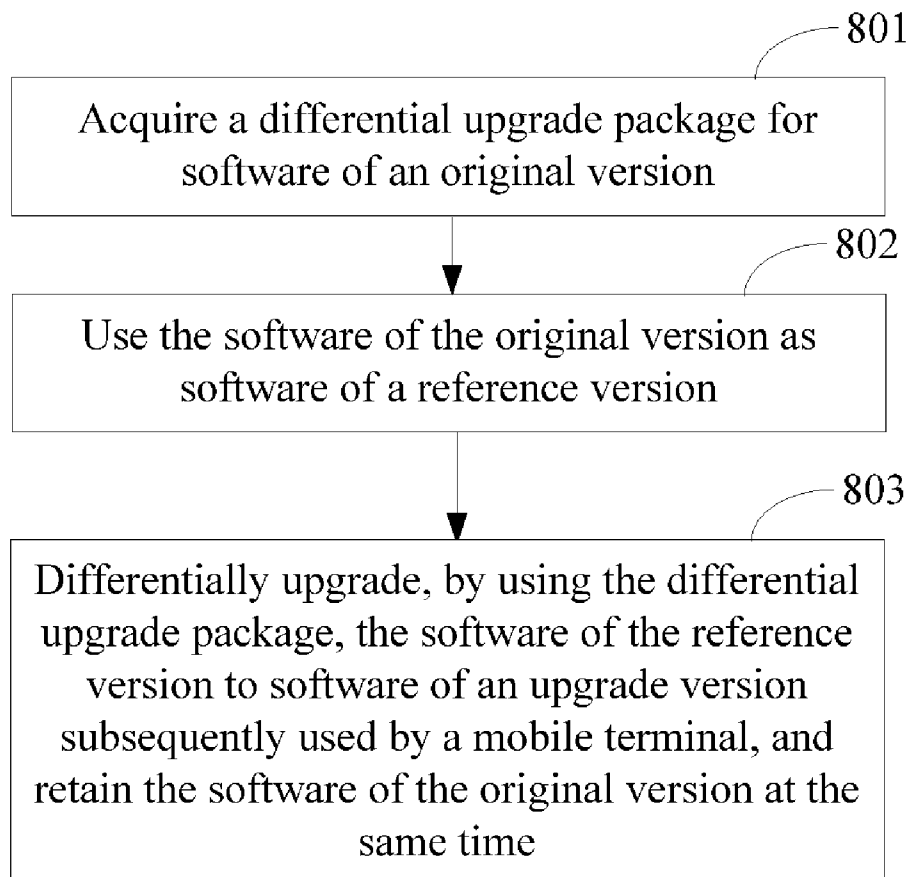 801
Acquire a differential upgrade package for
software of an original version
802
Use the software of the original version as
software of a reference version
803
Differentially upgrade, by using the differential
upgrade package, the software of the reference
version to software of an upgrade version
subsequently used by a mobile terminal, and
retain the software of the original version at the
same time